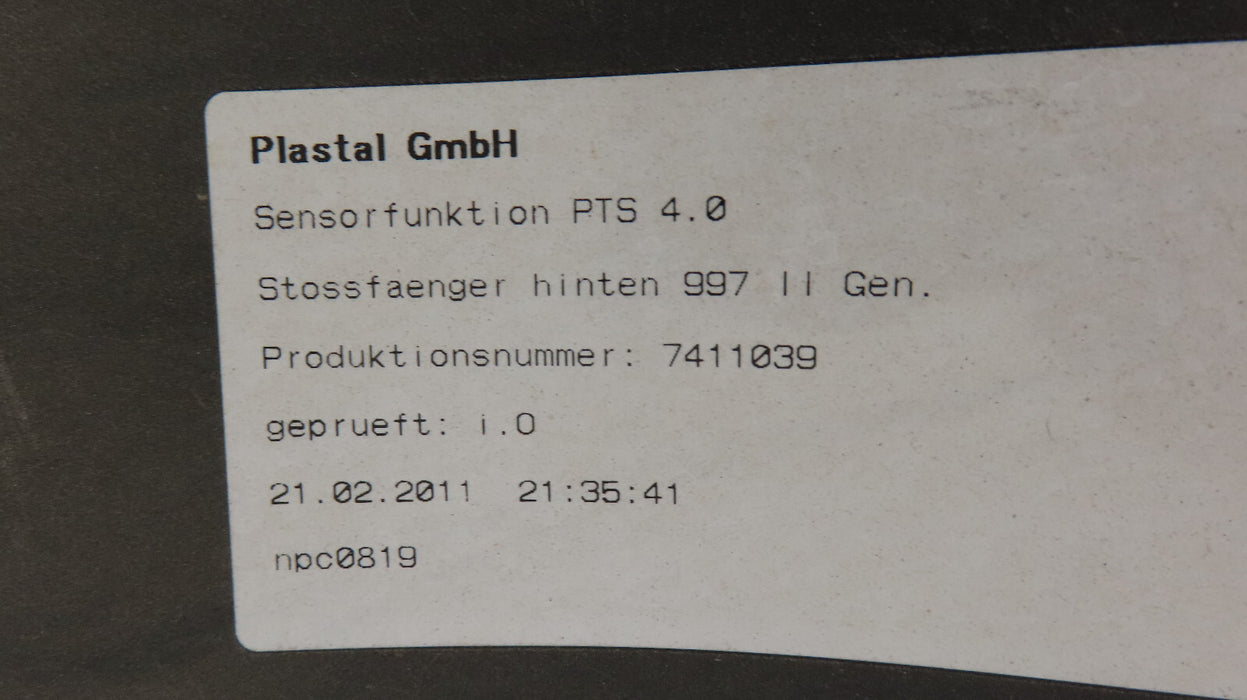 Plastal GmbH
Sensorfunktion PTS 4.0
Stossfaenger hinten 997 II Gen.
Produktionsnummer: 7411039
geprueft: i.O
21.02.2011 21:35:41
npc0819